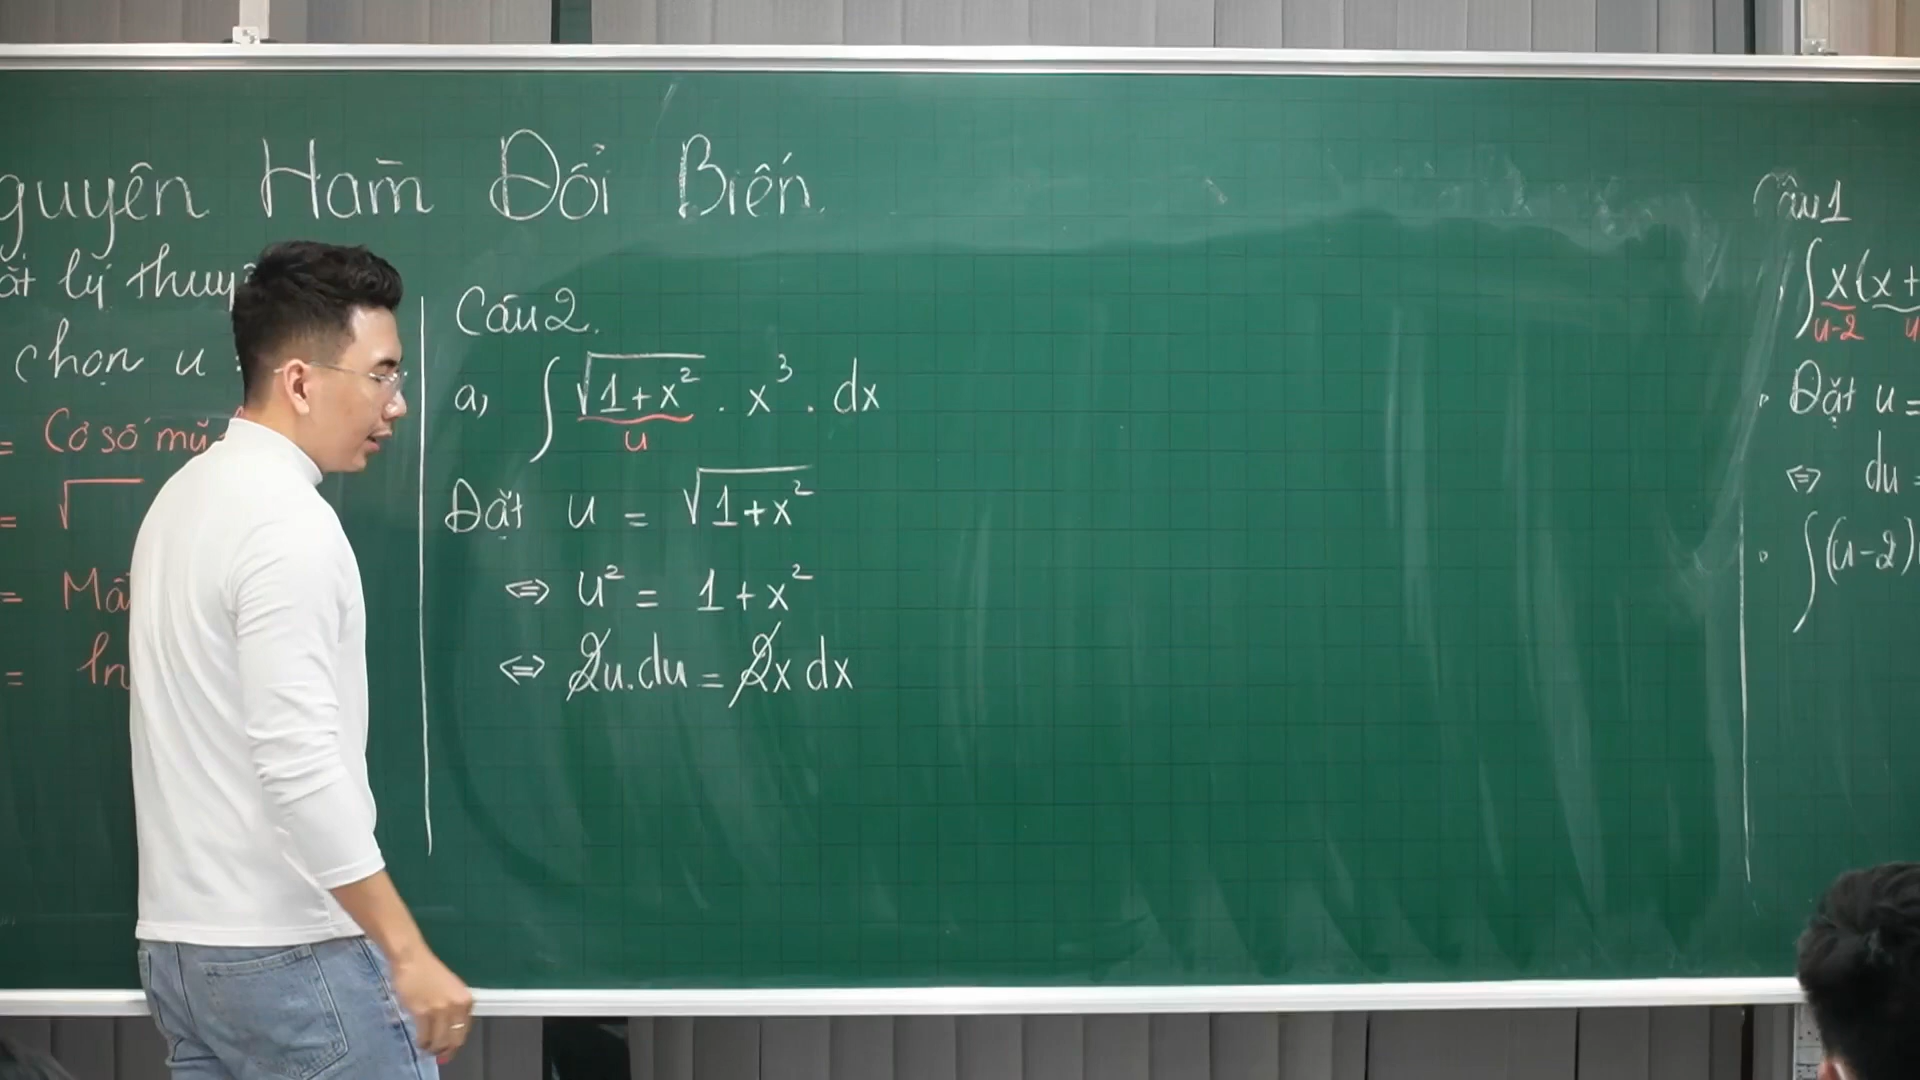 guyên Hàm Đổi Biến.
ắt lý thuy
chọn u
= Cơ số mũ
= √
= Mẫ
= ln
Câu 2.
a, ∫ √(1+x²) . x³ . dx
u
Đặt u = √(1+x²)
⇔ u² = 1 + x²
⇔ 2u.du = 2x dx
Câu 1
∫ x(x+
u-2 u
Đặt u =
⇔ du =
∫ (u-2)